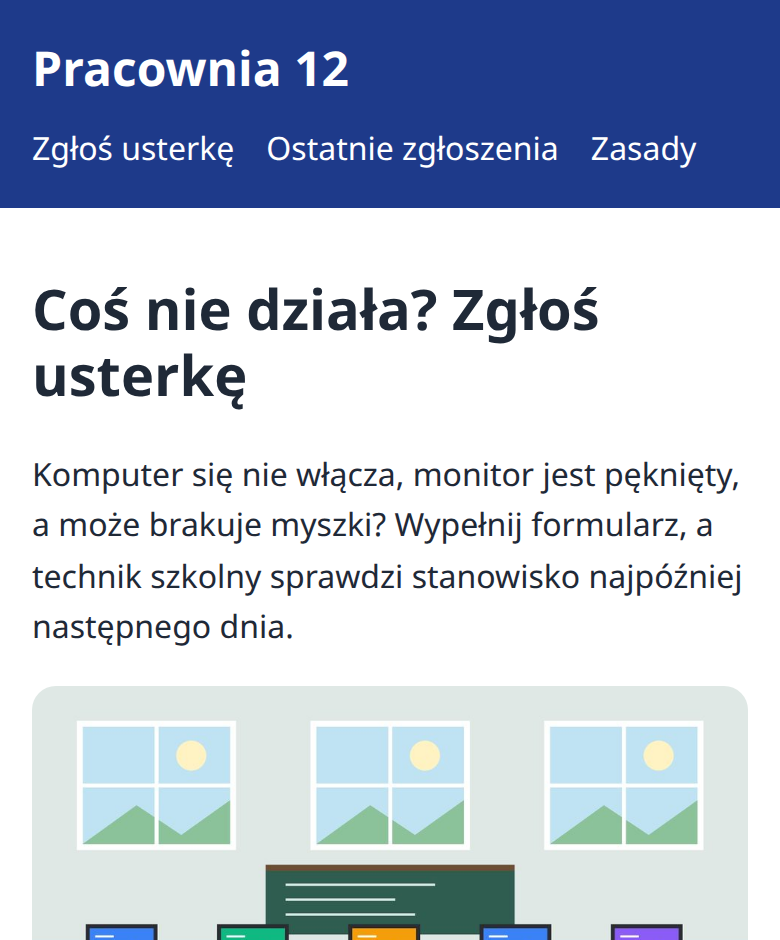 Pracownia 12
Zgłoś usterkę Ostatnie zgłoszenia Zasady
Coś nie działa? Zgłoś
usterkę
Komputer się nie włącza, monitor jest pęknięty,
a może brakuje myszki? Wypełnij formularz, a
technik szkolny sprawdzi stanowisko najpóźniej
następnego dnia.